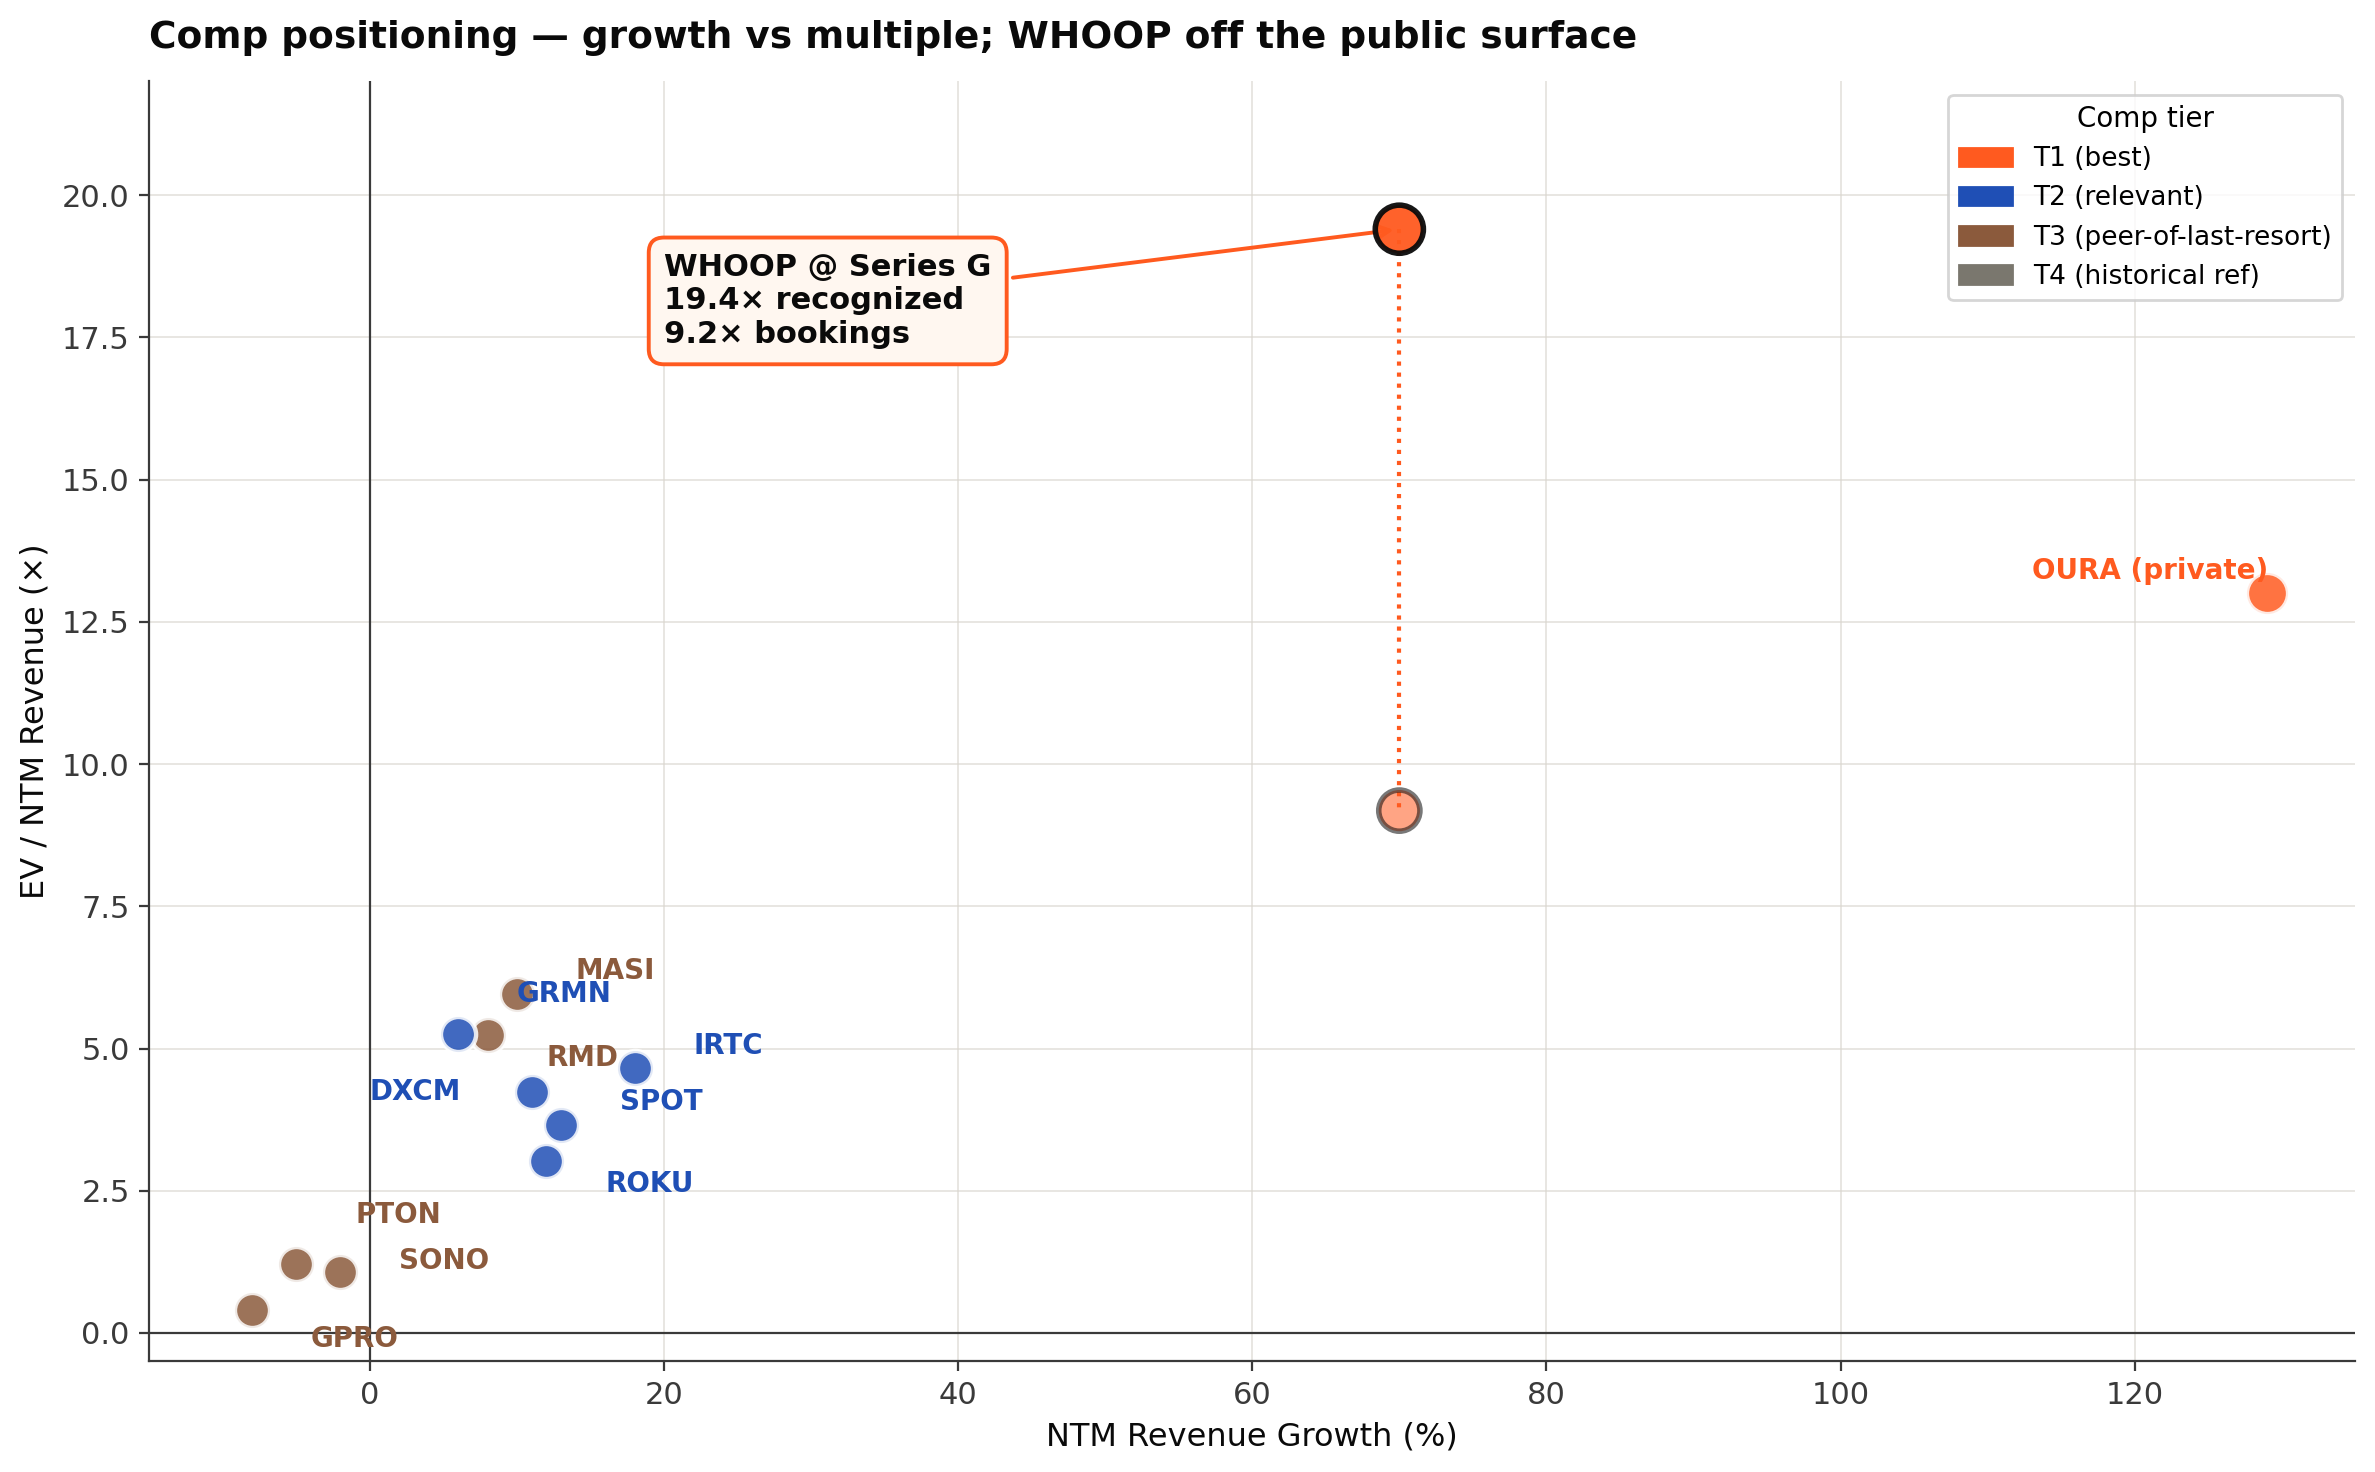 Comp positioning — growth vs multiple; WHOOP off the public surface
Comp tier
T1 (best)
T2 (relevant)
T3 (peer-of-last-resort)
T4 (historical ref)
WHOOP @ Series G
19.4× recognized
9.2× bookings
OURA (private)
MASI
GRMN
IRTC
RMD
DXCM
SPOT
ROKU
PTON
SONO
GPRO
EV / NTM Revenue (×)
20.0
17.5
15.0
12.5
10.0
7.5
5.0
2.5
0.0
0
20
40
60
80
100
120
NTM Revenue Growth (%)